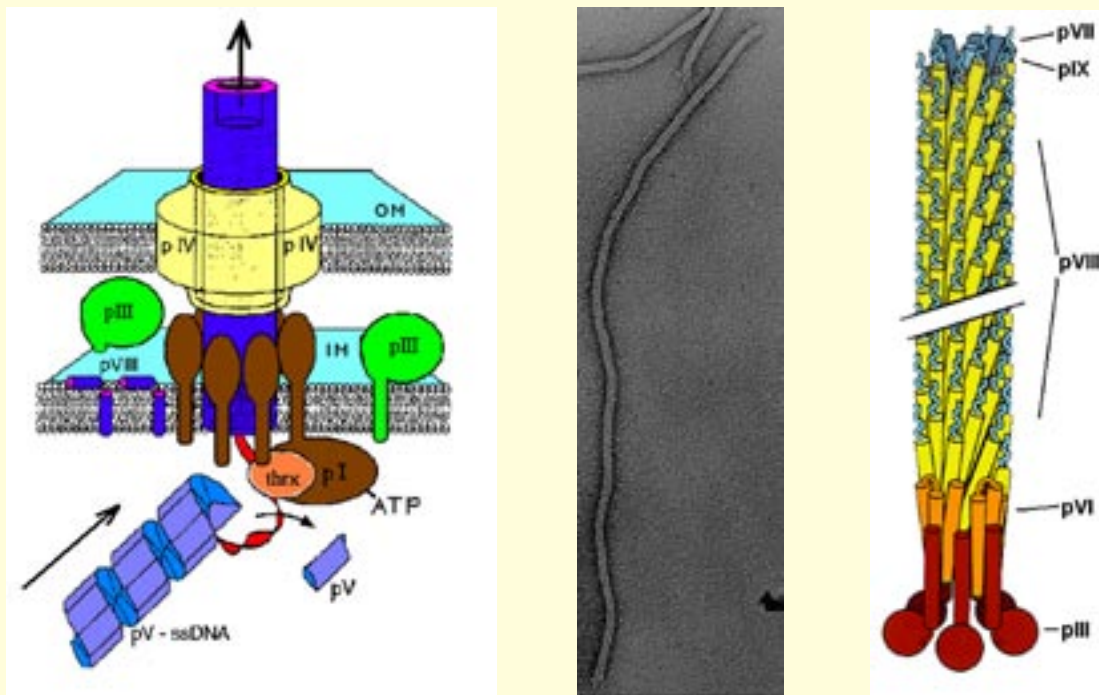 OM
p IV
p IV
pIII
pIII
pVIII
IM
thrx
p I
ATP
pV
pV - ssDNA
pVII
pIX
pVIII
pVI
pIII